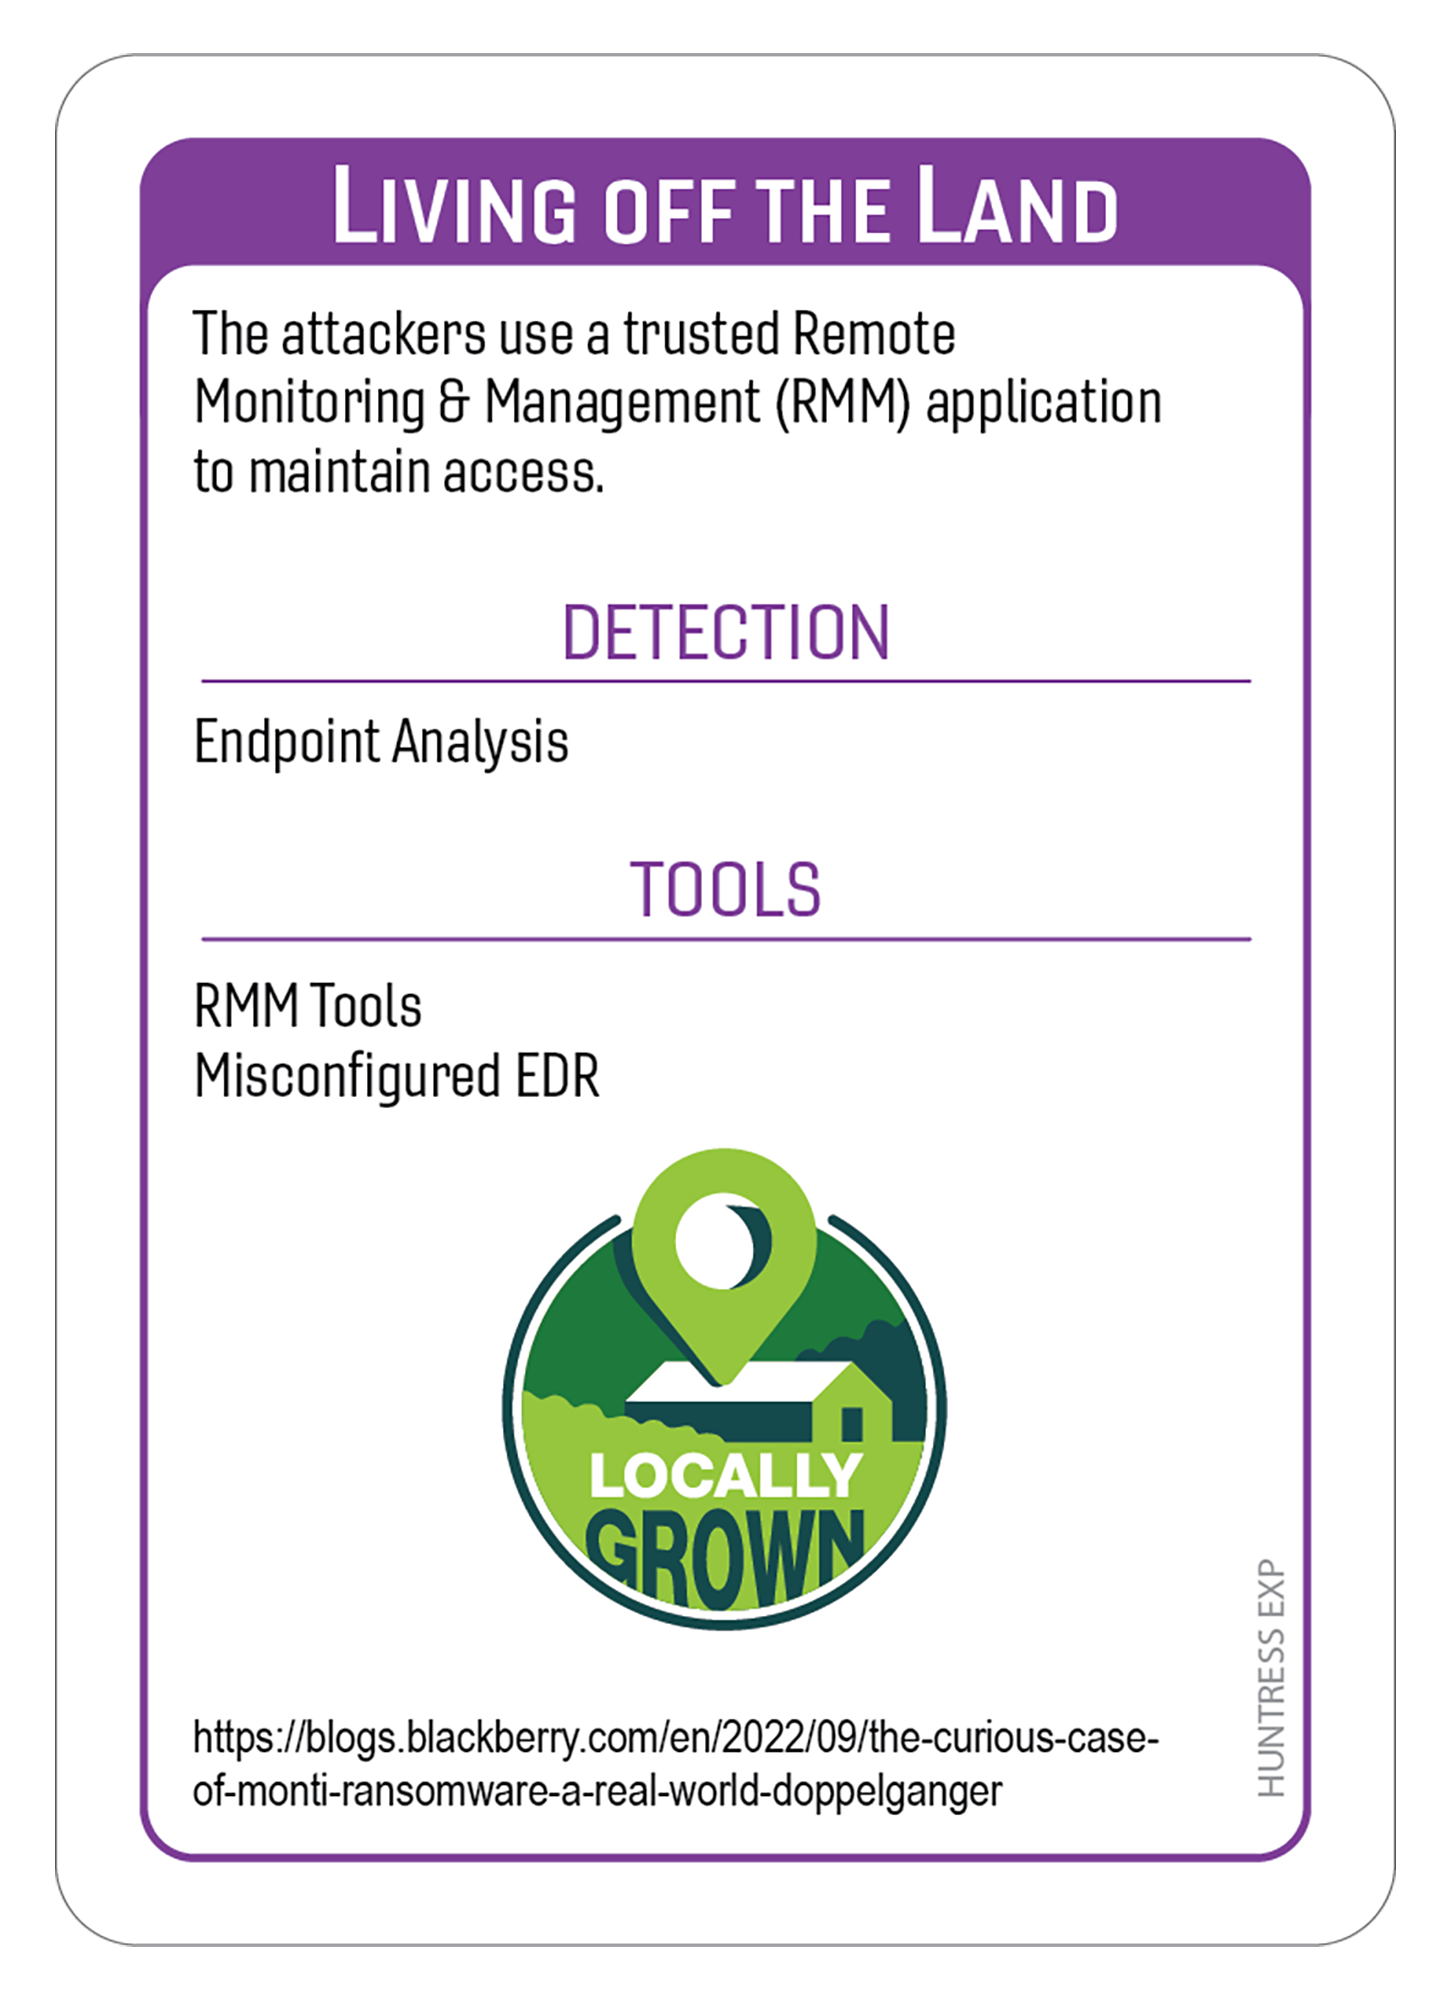 LIVING OFF THE LAND
The attackers use a trusted Remote
Monitoring & Management (RMM) application
to maintain access.
DETECTION
Endpoint Analysis
TOOLS
RMM Tools
Misconfigured EDR
LOCALLY
GROWN
HUNTRESS EXP
https://blogs.blackberry.com/en/2022/09/the-curious-case-
of-monti-ransomware-a-real-world-doppelganger